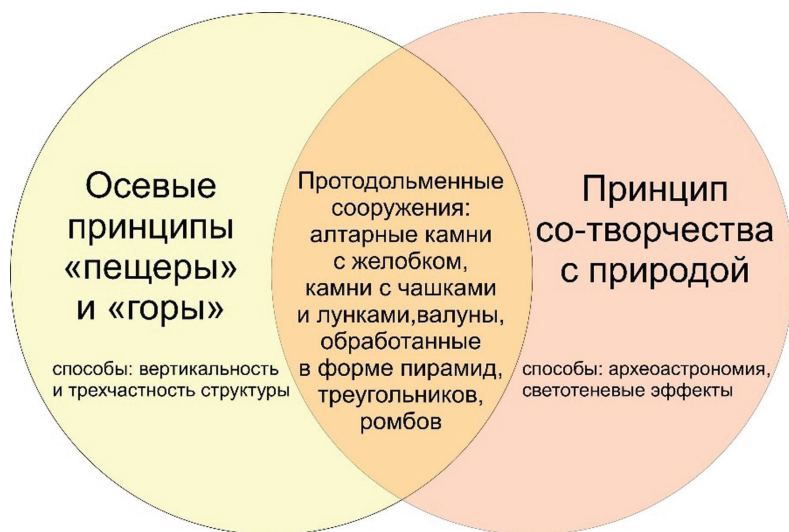 Осевые
принципы
«пещеры»
и «горы»
способы: вертикальность
и трехчастность структуры
Протодольменные
сооружения:
алтарные камни
с желобком,
камни с чашками
и лунками,валуны,
обработанные
в форме пирамид,
треугольников,
ромбов
Принцип
со-творчества
с природой
способы: археоастрономия,
светотеневые эффекты